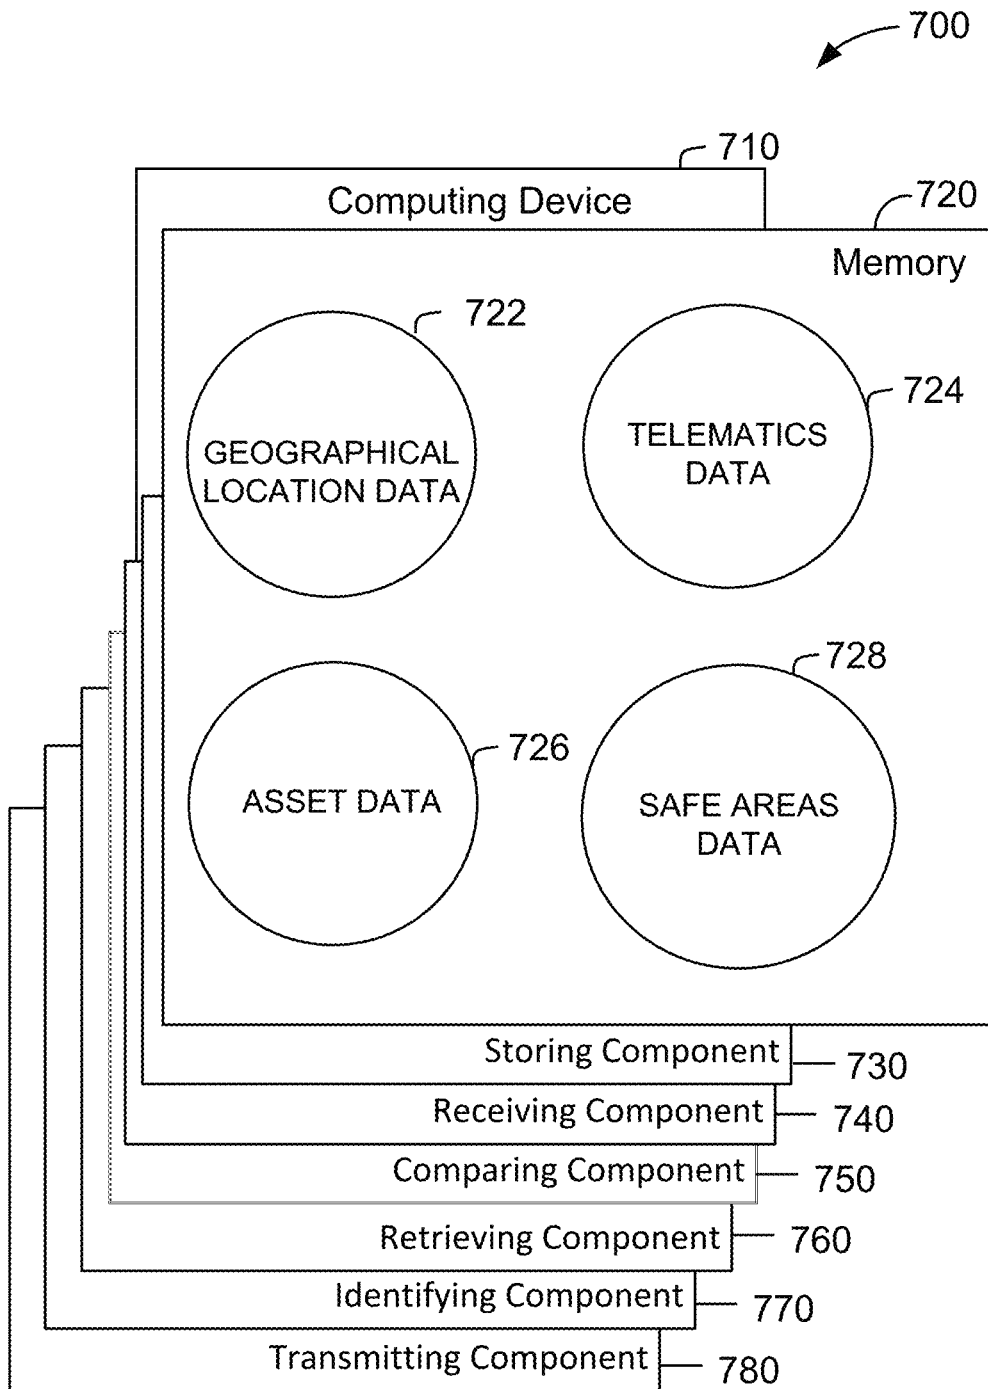 700
710
Computing Device
720
Memory
722
724
GEOGRAPHICAL
LOCATION DATA
TELEMATICS
DATA
726
728
ASSET DATA
SAFE AREAS
DATA
Storing Component
730
Receiving Component
740
Comparing Component
750
Retrieving Component
760
Identifying Component
770
Transmitting Component
780